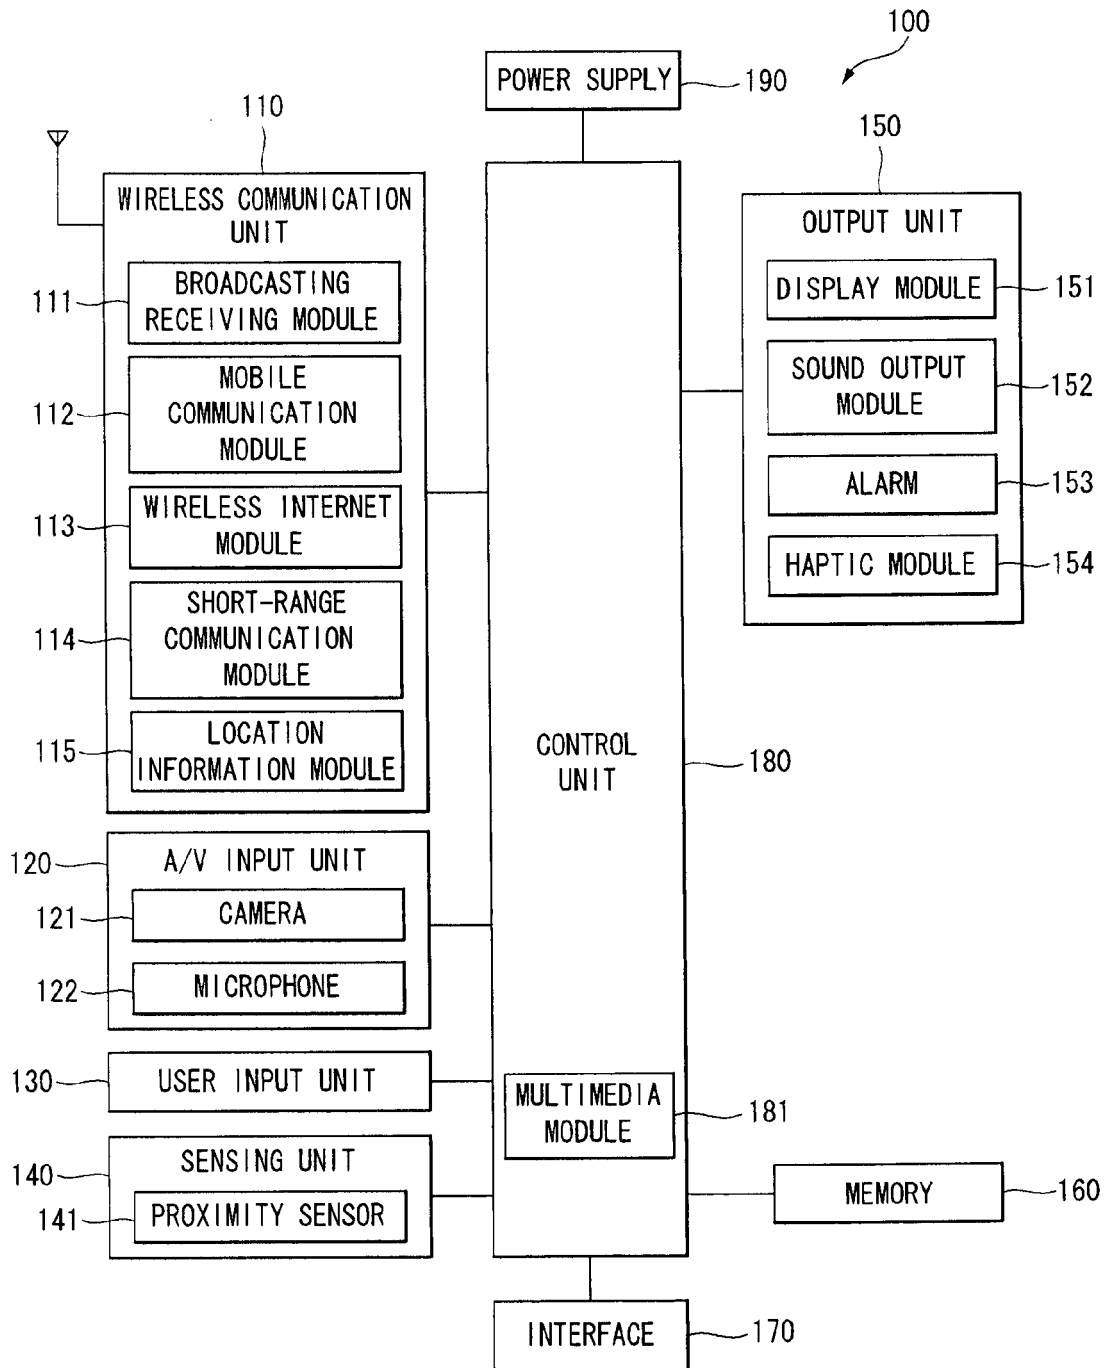 100
POWER SUPPLY
190
110
WIRELESS COMMUNICATION
UNIT
111
BROADCASTING
RECEIVING MODULE
112
MOBILE
COMMUNICATION
MODULE
113
WIRELESS INTERNET
MODULE
114
SHORT-RANGE
COMMUNICATION
MODULE
115
LOCATION
INFORMATION MODULE
120
A/V INPUT UNIT
121
CAMERA
122
MICROPHONE
130
USER INPUT UNIT
140
SENSING UNIT
141
PROXIMITY SENSOR
CONTROL
UNIT
180
MULTIMEDIA
MODULE
181
150
OUTPUT UNIT
DISPLAY MODULE
151
SOUND OUTPUT
MODULE
152
ALARM
153
HAPTIC MODULE
154
MEMORY
160
INTERFACE
170